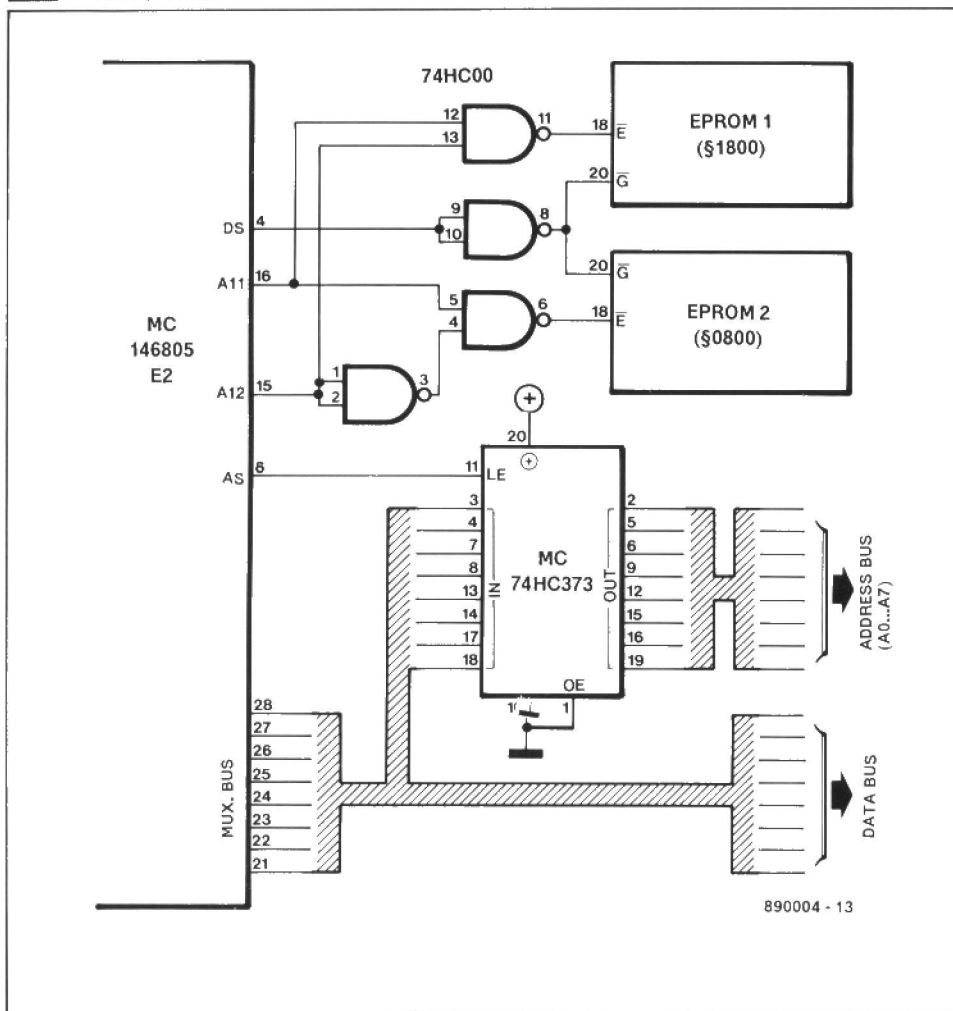 74HC00
12
13
11
18
E
EPROM 1
(§1800)
20
G
DS
4
9
10
8
A11
16
5
4
6
20
G
18
E
EPROM 2
(§0800)
MC
146805
E2
A12
15
1
2
3
+
20
+
AS
6
11
LE
3
4
7
8
13
14
17
18
IN
MC
74HC373
OUT
2
5
6
9
12
15
16
19
ADDRESS BUS
(A0...A7)
OE
1
MUX. BUS
28
27
26
25
24
23
22
21
DATA BUS
890004 - 13